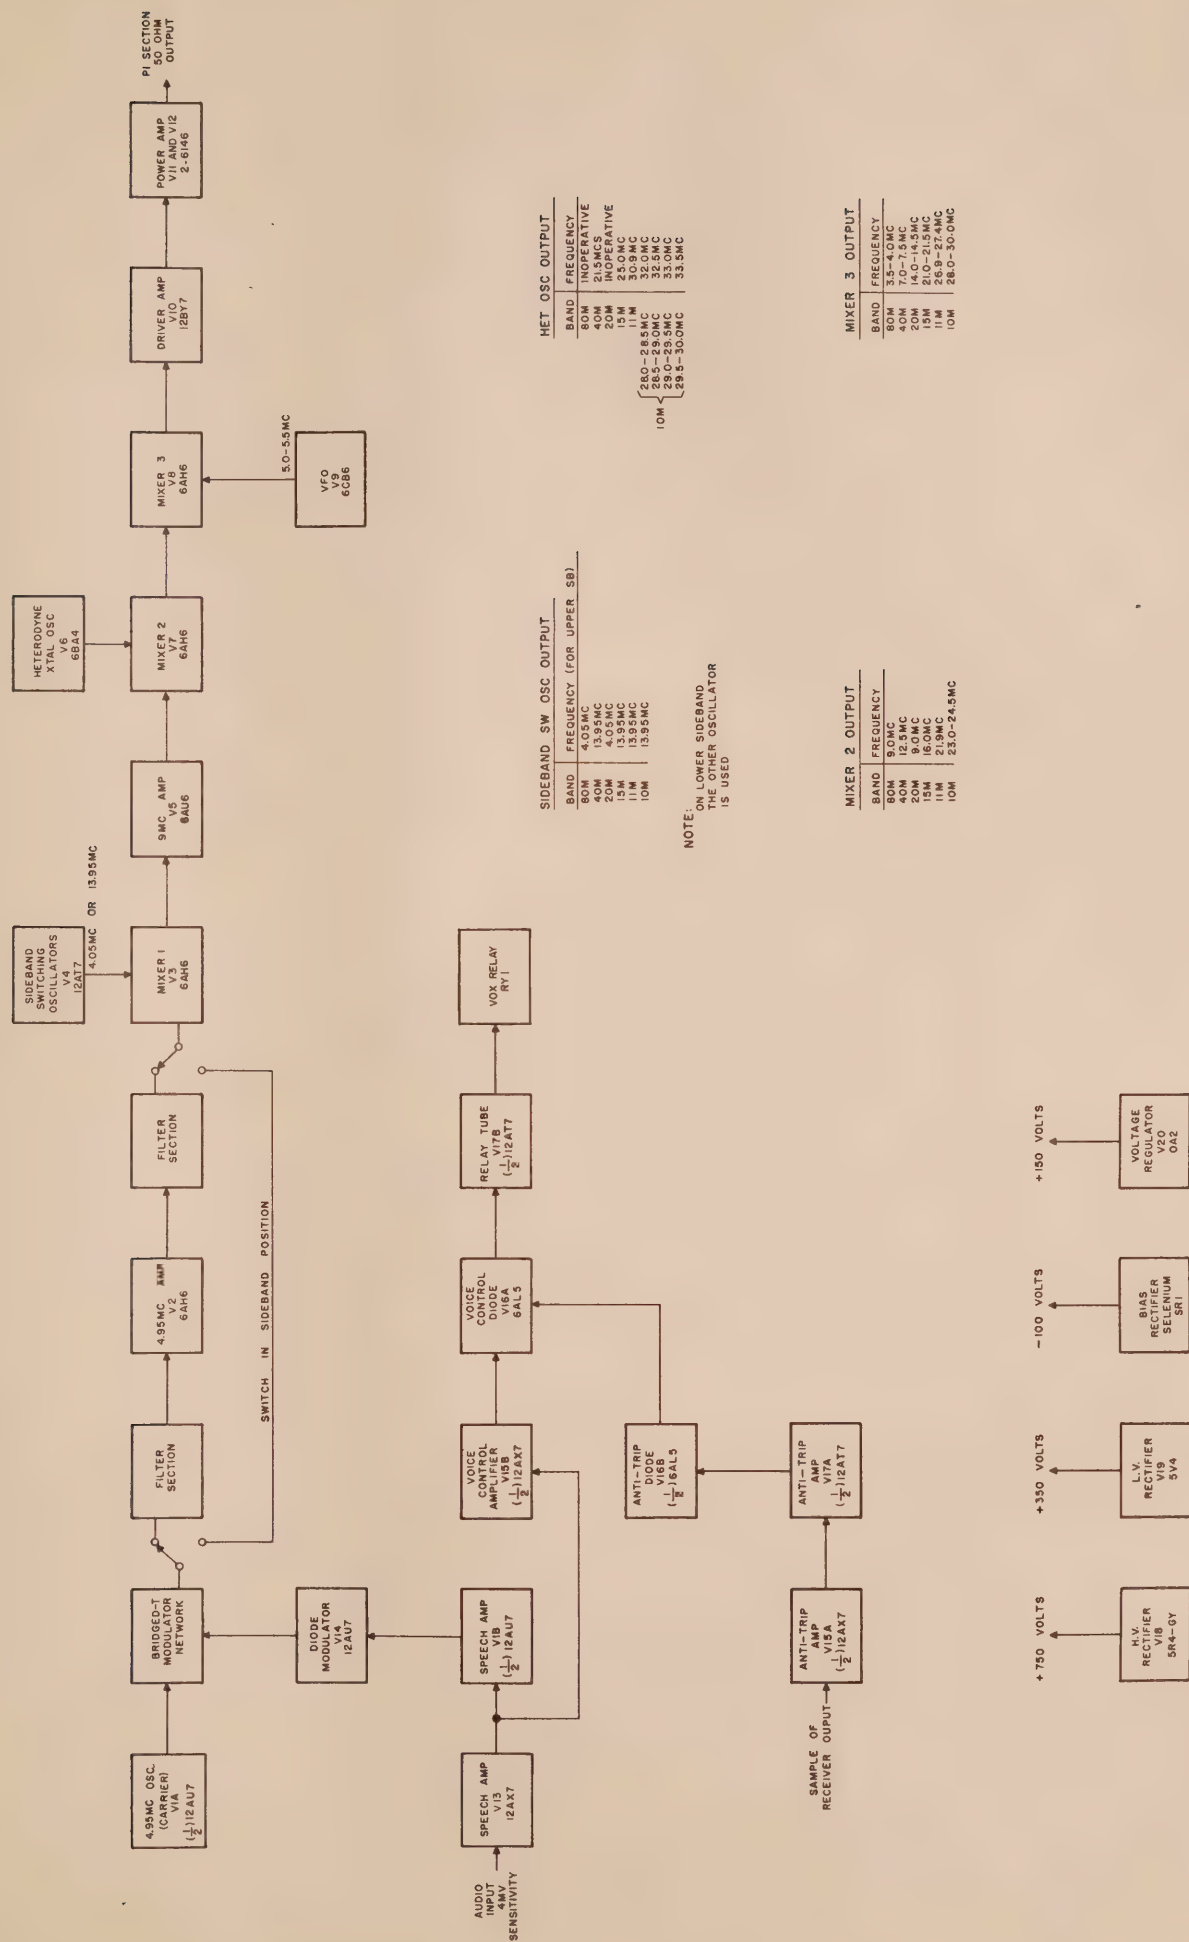 4.95MC OSC.
(CARRIER)
V1A
(1/2)12AU7
BRIDGED-T
MODULATOR
NETWORK
FILTER
SECTION
4.95MC AMP
V2
6AH6
FILTER
SECTION
SIDEBAND
SWITCHING
OSCILLATORS
V4
12AT7
4.05MC OR 13.95MC
MIXER 1
V3
6AH6
9MC AMP
V5
6AU6
HETERODYNE
XTAL OSC
V6
6BA4
MIXER 2
V7
6AH6
MIXER 3
V8
6AH6
5.0-5.5MC
VFO
V9
6CB6
DRIVER AMP
V10
12BY7
POWER AMP
V11 AND V12
2-6146
PI SECTION
50 OHM
OUTPUT
SWITCH IN SIDEBAND POSITION
DIODE
MODULATOR
V14
12AU7
AUDIO
INPUT
4MV
SENSITIVITY
SPEECH AMP
V13
12AX7
SPEECH AMP
V1B
(1/2)12AU7
VOICE
CONTROL
AMPLIFIER
V15B
(1/2)12AX7
VOICE
CONTROL
DIODE
V16A
6AL5
RELAY TUBE
V17B
(1/2)12AT7
VOX RELAY
RY1
ANTI-TRIP
DIODE
V16B
(1/2)6AL5
SAMPLE OF
RECEIVER OUPUT
ANTI-TRIP
AMP
V15A
(1/2)12AX7
ANTI-TRIP
AMP
V17A
(1/2)12AT7
SIDEBAND SW OSC OUTPUT
BAND FREQUENCY (FOR UPPER SB)
80M 4.05MC
40M 13.95MC
20M 4.05MC
15M 13.95MC
11M 13.95MC
10M 13.95MC
NOTE:
ON LOWER SIDEBAND
THE OTHER OSCILLATOR
IS USED
HET OSC OUTPUT
BAND FREQUENCY
80M INOPERATIVE
40M 21.5MCS
20M INOPERATIVE
15M 25.0MC
11M 30.9MC
10M
28.0-28.5MC 32.0MC
28.5-29.0MC 32.5MC
29.0-29.5MC 33.0MC
29.5-30.0MC 33.5MC
MIXER 2 OUTPUT
BAND FREQUENCY
80M 9.0MC
40M 12.5MC
20M 9.0MC
15M 16.0MC
11M 21.9MC
10M 23.0-24.5MC
MIXER 3 OUTPUT
BAND FREQUENCY
80M 3.5-4.0MC
40M 7.0-7.5MC
20M 14.0-14.5MC
15M 21.0-21.5MC
11M 26.9-27.4MC
10M 28.0-30.0MC
+750 VOLTS
H.V.
RECTIFIER
V18
5R4-GY
+350 VOLTS
L.V.
RECTIFIER
V19
5V4
-100 VOLTS
BIAS
RECTIFIER
SELENIUM
SR1
+150 VOLTS
VOLTAGE
REGULATOR
V20
OA2